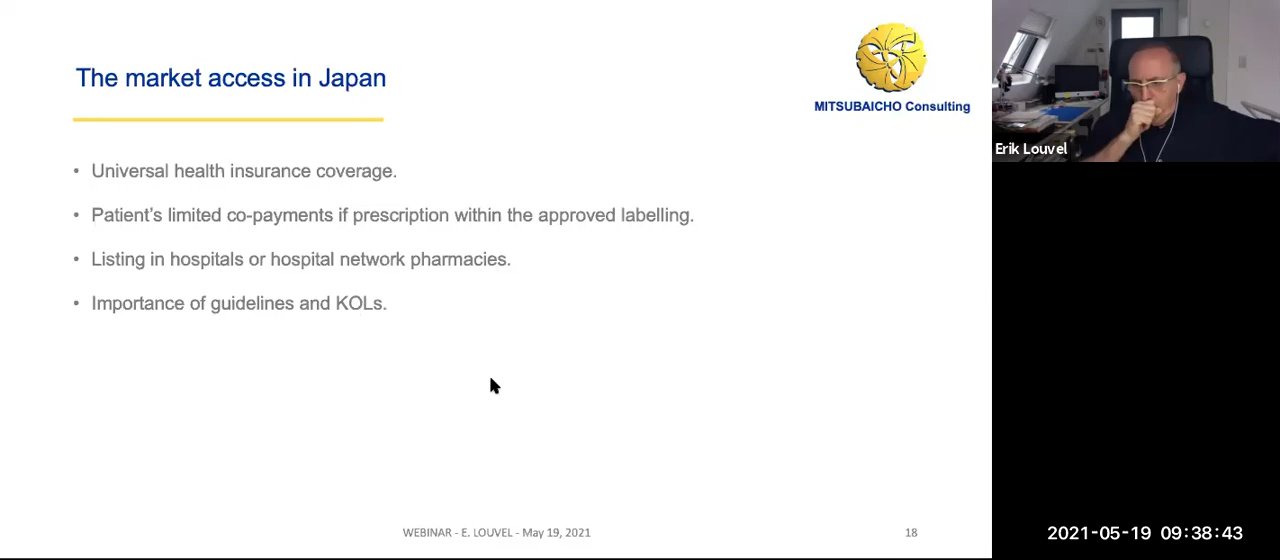 The market access in Japan
MITSUBAICHO Consulting
• Universal health insurance coverage.
• Patient's limited co-payments if prescription within the approved labelling.
• Listing in hospitals or hospital network pharmacies.
• Importance of guidelines and KOLs.
WEBINAR - E. LOUVEL - May 19, 2021
18
Erik Louvel
2021-05-19 09:38:43